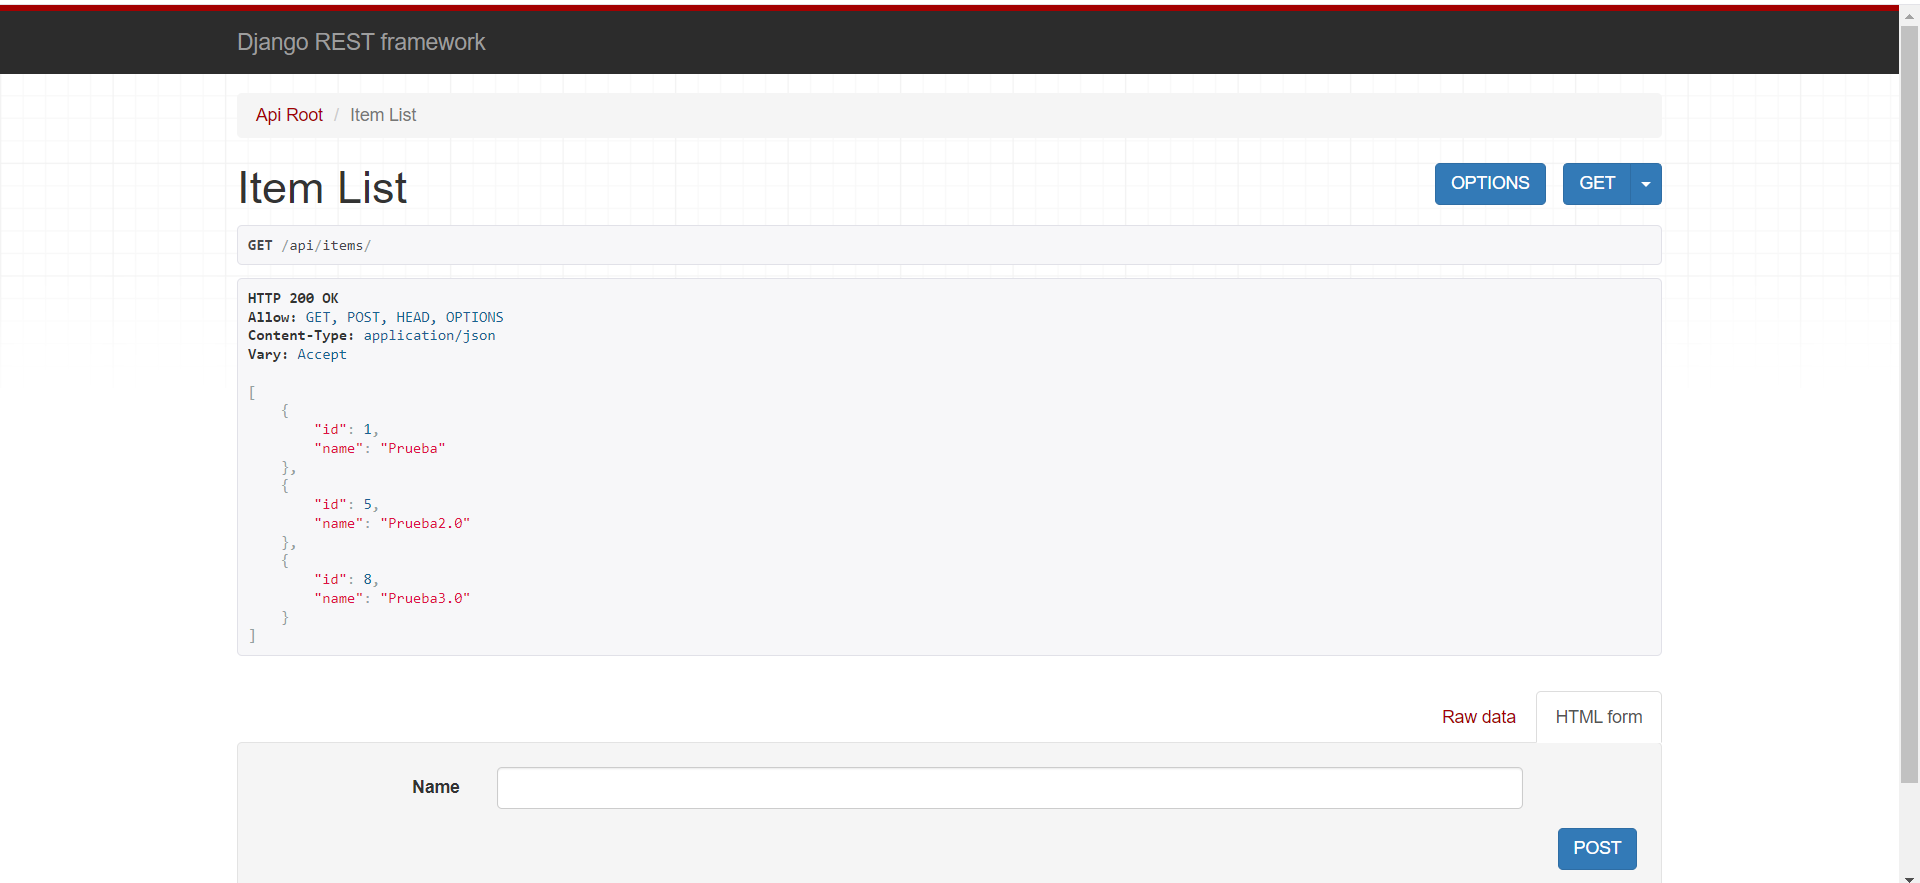 Django REST framework
Api Root / Item List
Item List
OPTIONS
GET
GET /api/items/
HTTP 200 OK
Allow: GET, POST, HEAD, OPTIONS
Content-Type: application/json
Vary: Accept
[
    {
        "id": 1,
        "name": "Prueba"
    },
    {
        "id": 5,
        "name": "Prueba2.0"
    },
    {
        "id": 8,
        "name": "Prueba3.0"
    }
]
Raw data
HTML form
Name
POST